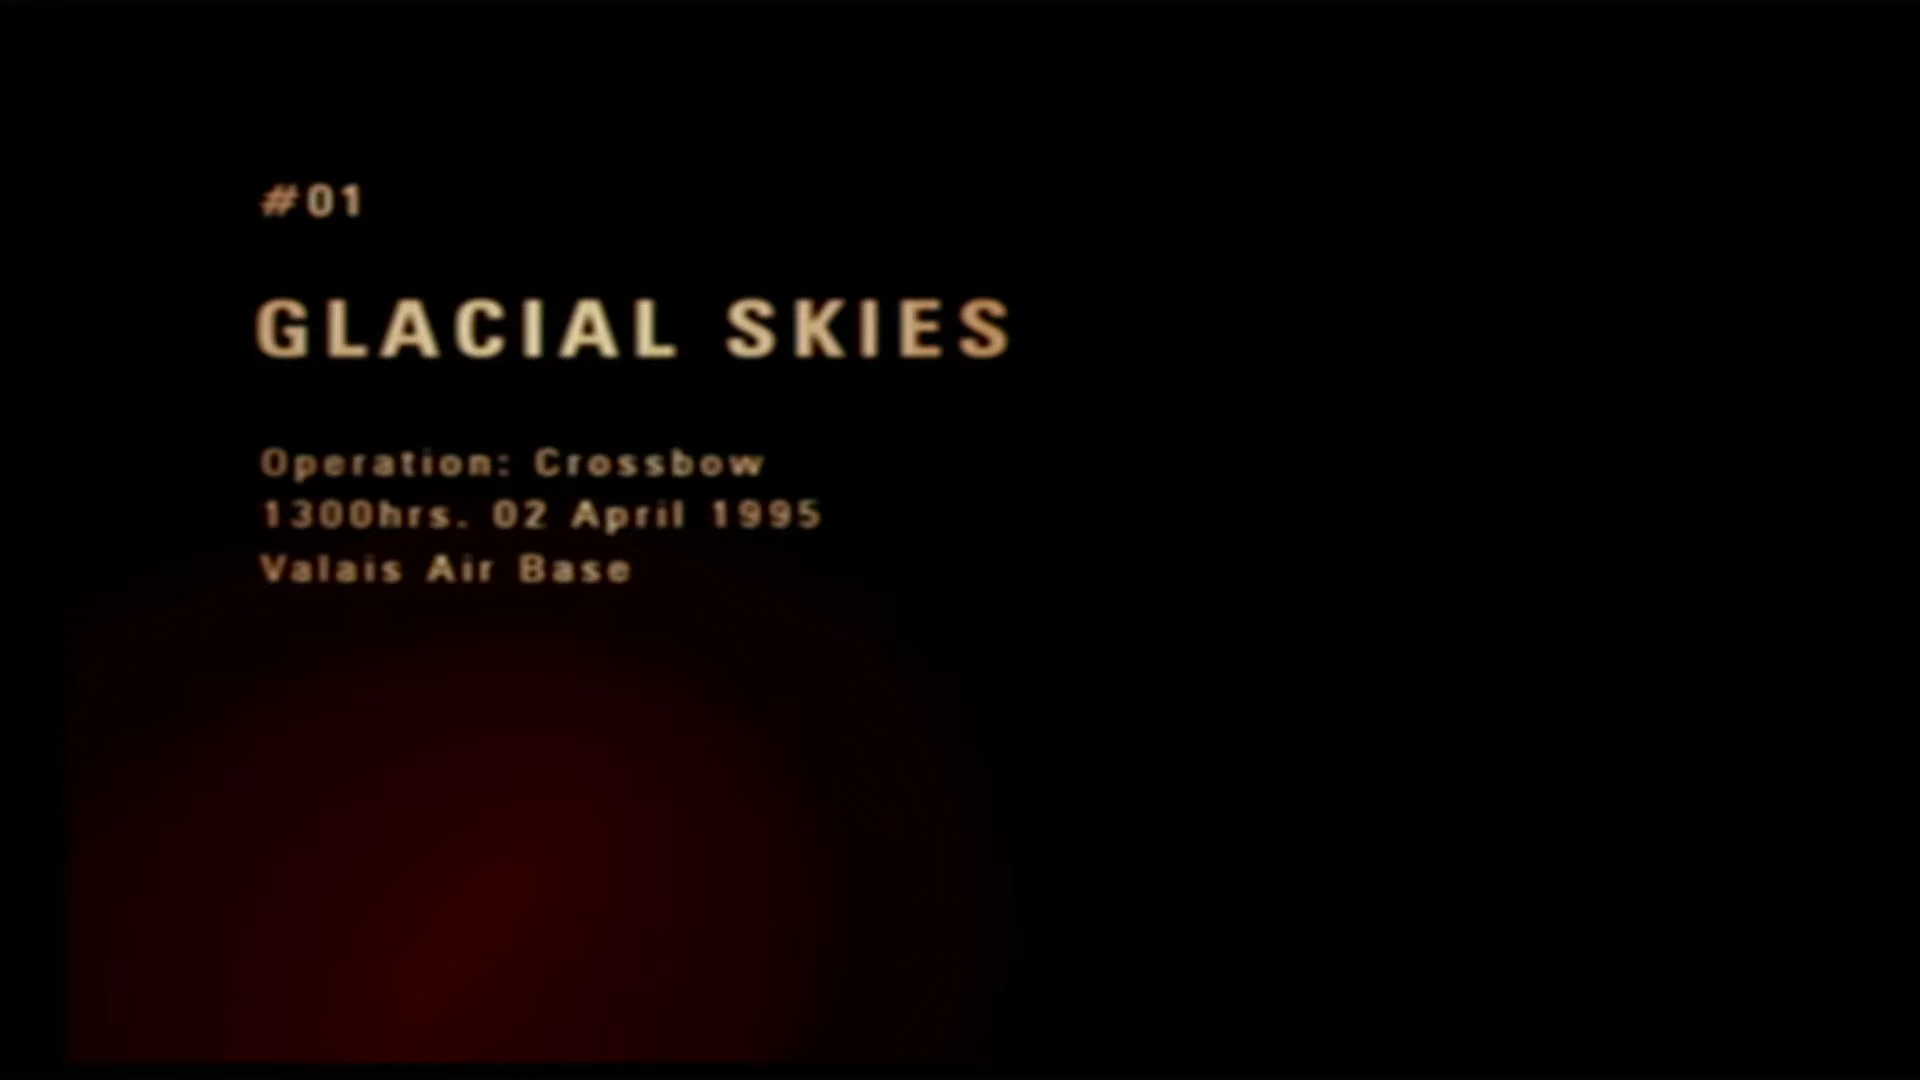 #01
GLACIAL SKIES
Operation: Crossbow
1300hrs. 02 April 1995
Valais Air Base